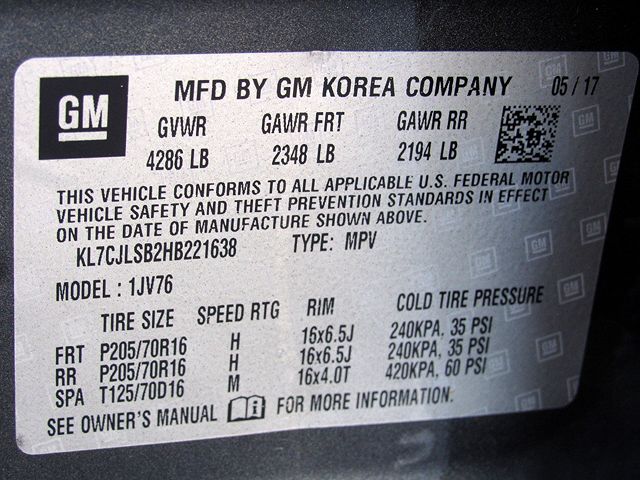 GM MFD BY GM KOREA COMPANY 05 / 17
GVWR GAWR FRT GAWR RR
4286 LB 2348 LB 2194 LB
THIS VEHICLE CONFORMS TO ALL APPLICABLE U.S. FEDERAL MOTOR
VEHICLE SAFETY AND THEFT PREVENTION STANDARDS IN EFFECT
ON THE DATE OF MANUFACTURE SHOWN ABOVE.
KL7CJLSB2HB221638 TYPE: MPV
MODEL : 1JV76
TIRE SIZE SPEED RTG RIM COLD TIRE PRESSURE
FRT P205/70R16 H 16x6.5J 240KPA, 35 PSI
RR P205/70R16 H 16x6.5J 240KPA, 35 PSI
SPA T125/70D16 M 16x4.0T 420KPA, 60 PSI
SEE OWNER'S MANUAL FOR MORE INFORMATION.